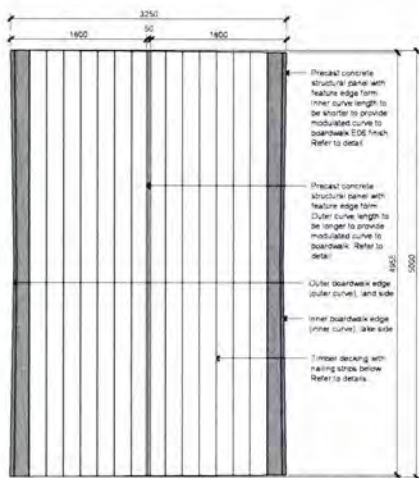 3250
50
1600
1600
Precast concrete
structural panel with
feature edge form
Inner curve length to
be shorter to provide
modulated curve to
boardwalk E06 finish
Refer to detail
Precast concrete
structural panel with
feature edge form
Outer curve length to
be longer to provide
modulated curve to
boardwalk. Refer to
detail
Outer boardwalk edge
(outer curve), land side
Inner boardwalk edge
(inner curve), lake side
Timber decking with
nailing strips below
Refer to details
4955
5000